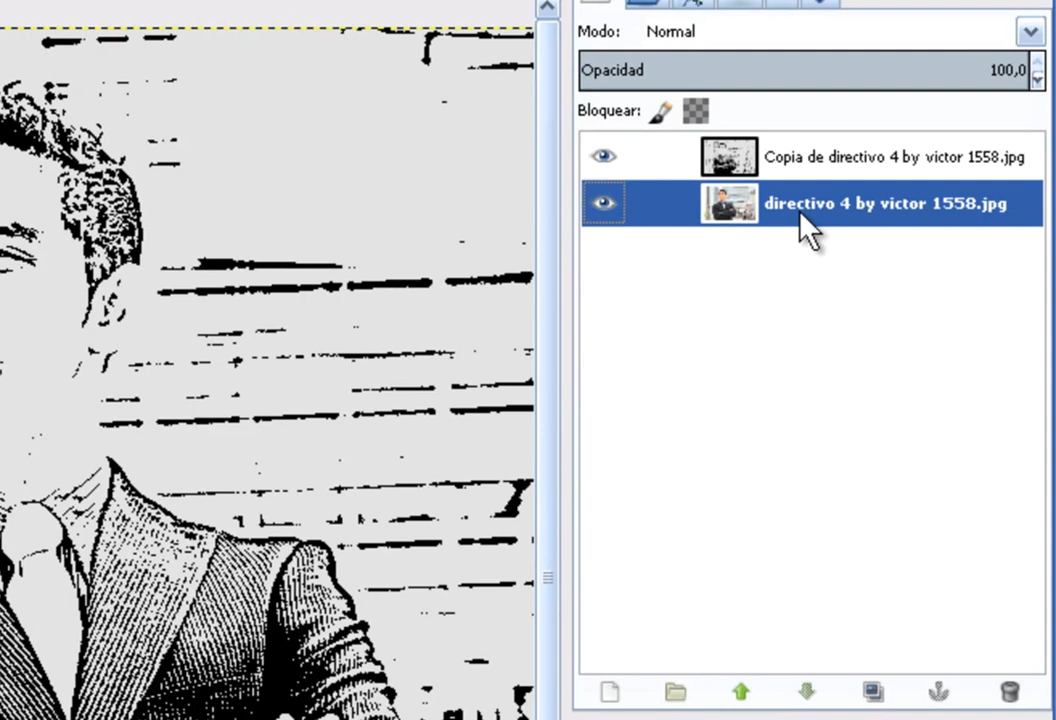 Modo: Normal
Opacidad 100,0
Bloquear:
Copia de directivo 4 by victor 1558.jpg
directivo 4 by victor 1558.jpg